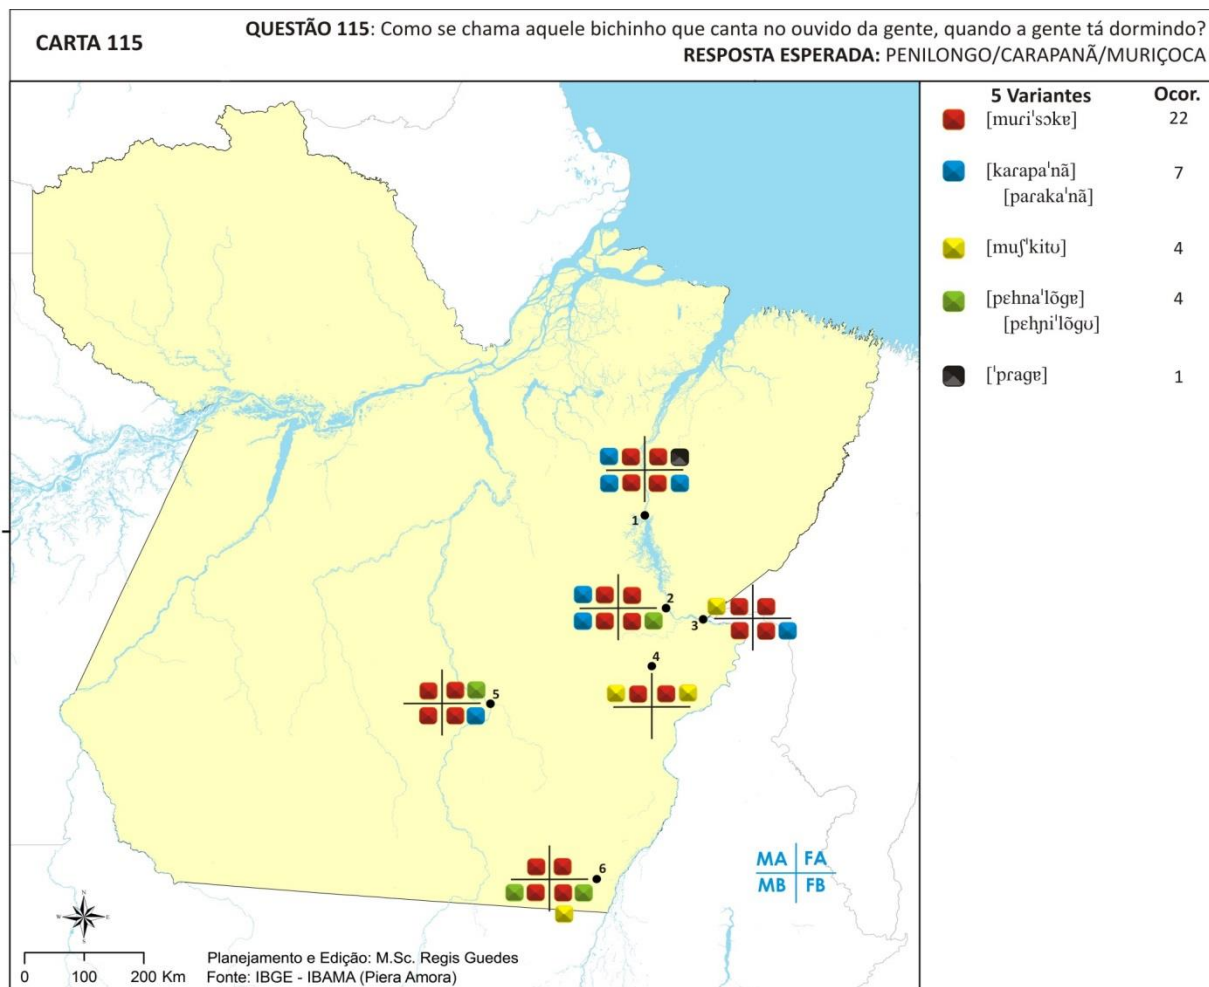 CARTA 115
QUESTÃO 115: Como se chama aquele bichinho que canta no ouvido da gente, quando a gente tá dormindo?
RESPOSTA ESPERADA: PENILONGO/CARAPANÃ/MURIÇOCA
5 Variantes Ocor.
[muɾiˈsɔkɐ] 22
[kaɾapaˈnã] 7
[paɾakaˈnã]
[muʃˈkitʊ] 4
[pɛhnaˈlõgɐ] 4
[pɛhɲiˈlõgʊ]
[ˈpɾagɐ] 1
1
2
3
4
5
6
MA FA
MB FB
N
W E
S
0 100 200 Km
Planejamento e Edição: M.Sc. Regis Guedes
Fonte: IBGE - IBAMA (Piera Amora)